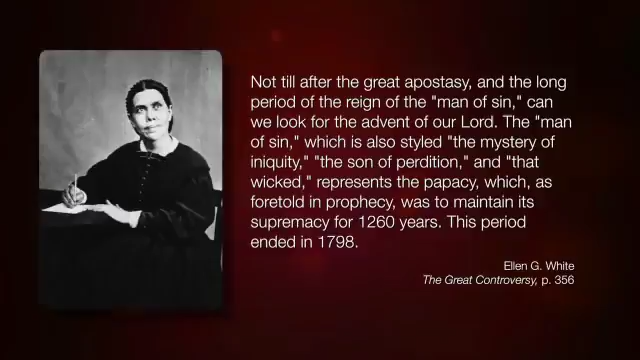 Not till after the great apostasy, and the long
period of the reign of the "man of sin," can
we look for the advent of our Lord. The "man
of sin," which is also styled "the mystery of
iniquity," "the son of perdition," and "that
wicked," represents the papacy, which, as
foretold in prophecy, was to maintain its
supremacy for 1260 years. This period
ended in 1798.
Ellen G. White
The Great Controversy, p. 356